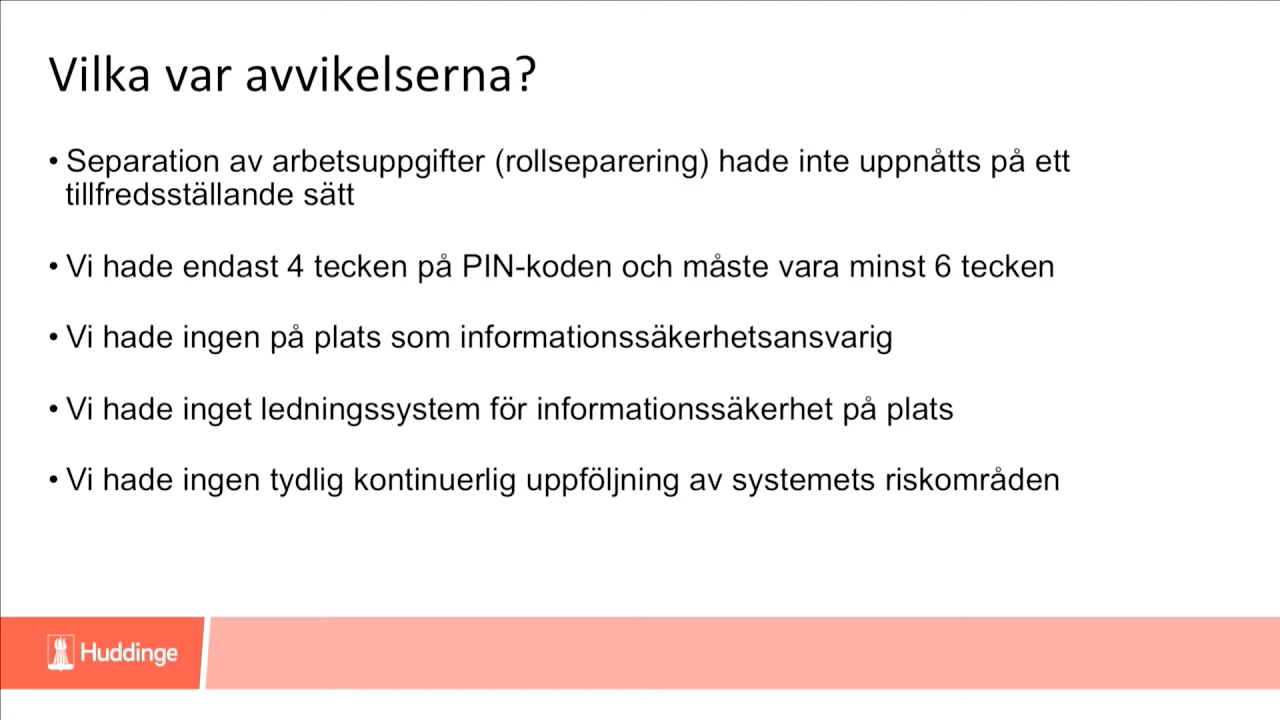 Vilka var avvikelserna?
• Separation av arbetsuppgifter (rollseparering) hade inte uppnåtts på ett
tillfredsställande sätt
• Vi hade endast 4 tecken på PIN-koden och måste vara minst 6 tecken
• Vi hade ingen på plats som informationssäkerhetsansvarig
• Vi hade inget ledningssystem för informationssäkerhet på plats
• Vi hade ingen tydlig kontinuerlig uppföljning av systemets riskområden
Huddinge